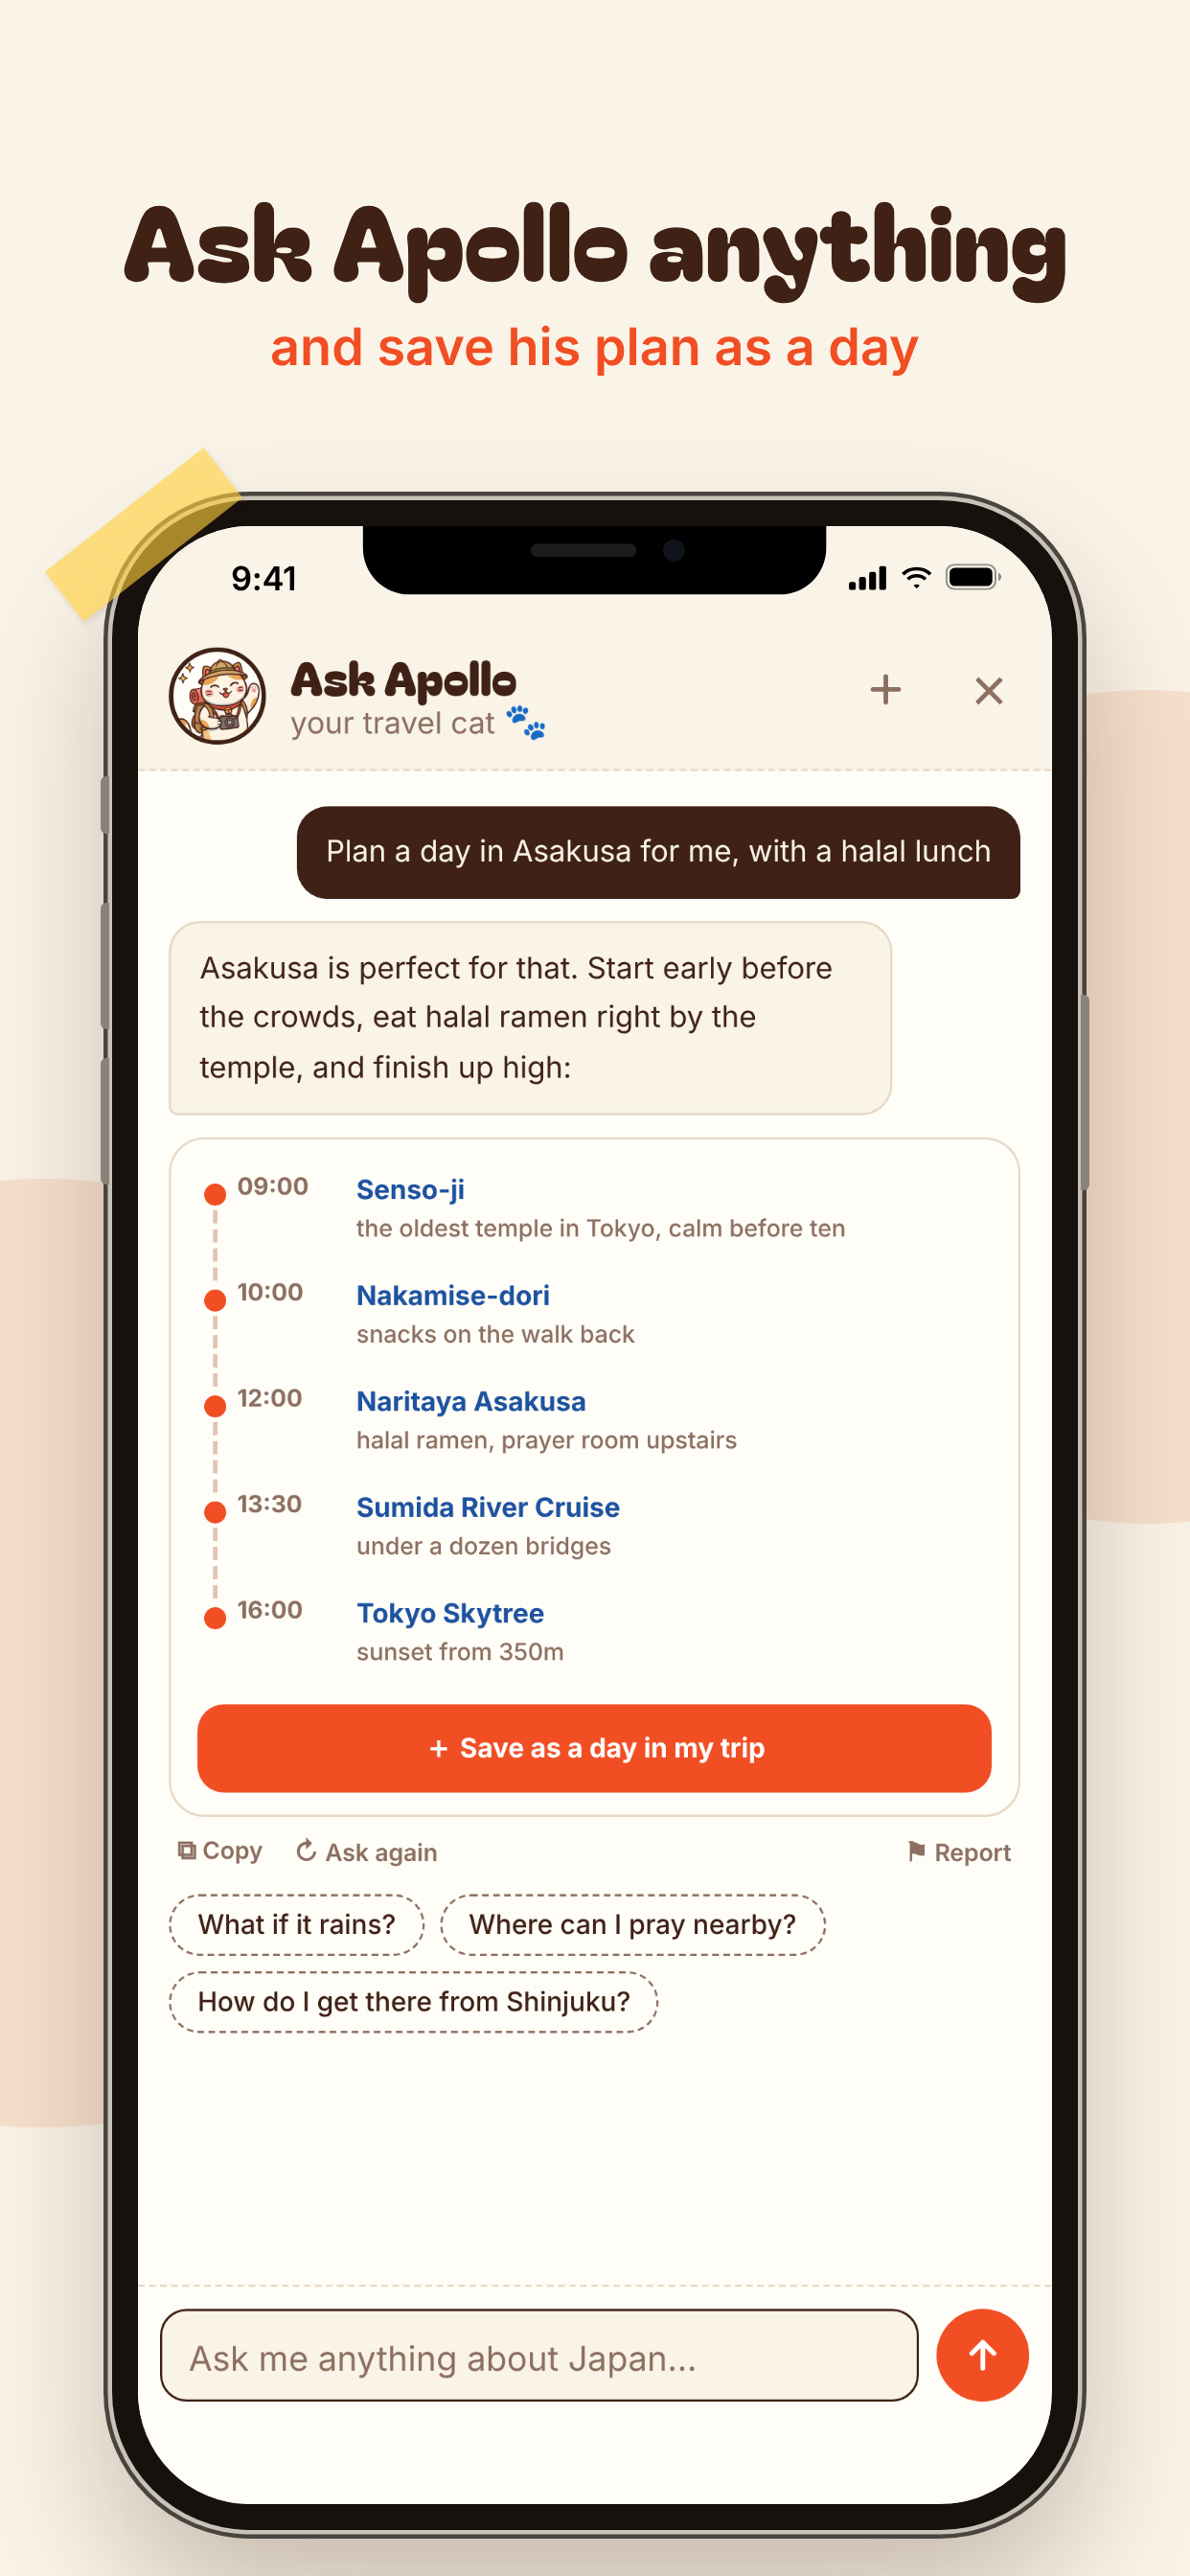 Ask Apollo anything
and save his plan as a day
9:41
Ask Apollo
your travel cat 🐾
Plan a day in Asakusa for me, with a halal lunch
Asakusa is perfect for that. Start early before
the crowds, eat halal ramen right by the
temple, and finish up high:
09:00 Senso-ji
the oldest temple in Tokyo, calm before ten
10:00 Nakamise-dori
snacks on the walk back
12:00 Naritaya Asakusa
halal ramen, prayer room upstairs
13:30 Sumida River Cruise
under a dozen bridges
16:00 Tokyo Skytree
sunset from 350m
+ Save as a day in my trip
Copy Ask again Report
What if it rains? Where can I pray nearby?
How do I get there from Shinjuku?
Ask me anything about Japan...